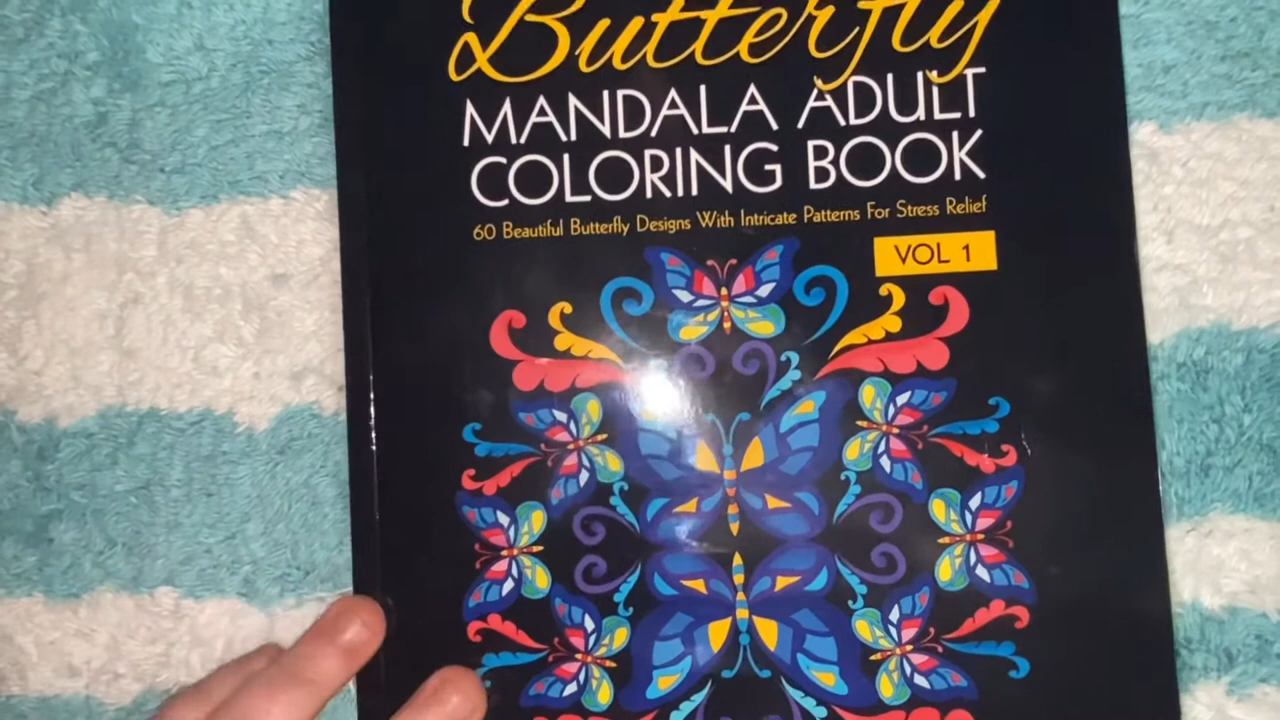 Butterfly
MANDALA ADULT
COLORING BOOK
60 Beautiful Butterfly Designs With Intricate Patterns For Stress Relief
VOL 1